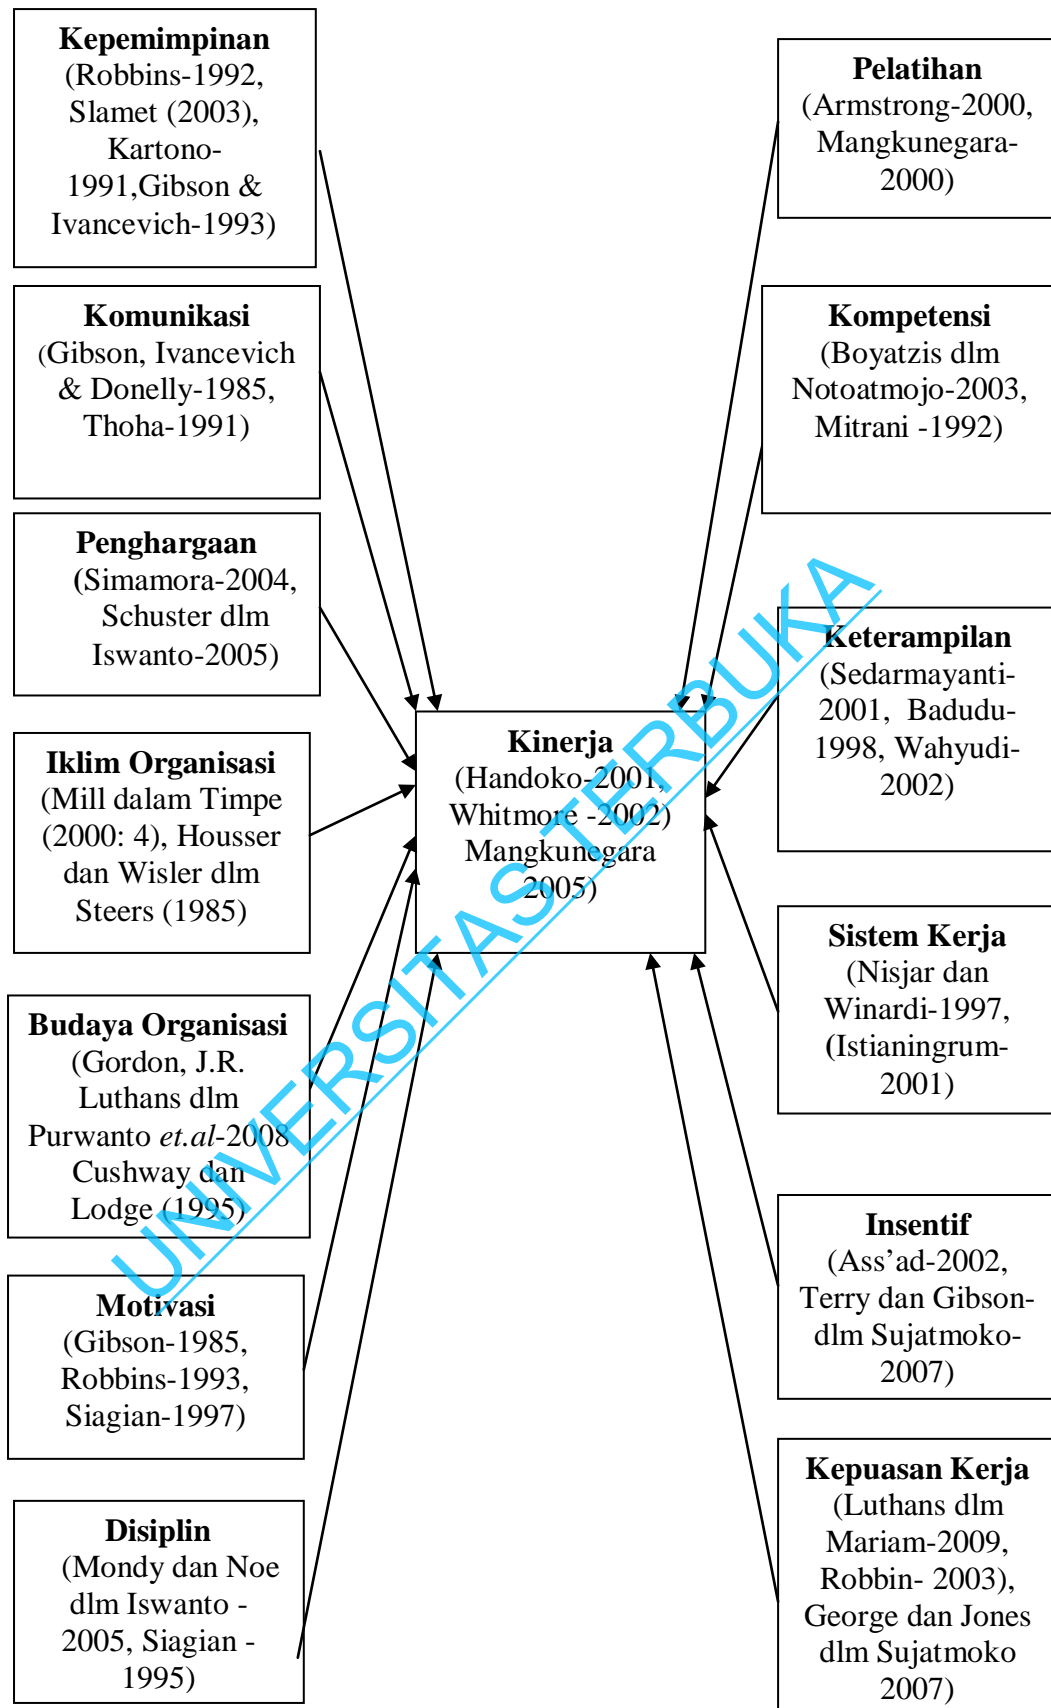 Kepemimpinan
(Robbins-1992,
Slamet (2003),
Kartono-
1991,Gibson &
Ivancevich-1993)
Komunikasi
(Gibson, Ivancevich
& Donelly-1985,
Thoha-1991)
Penghargaan
(Simamora-2004,
Schuster dlm
Iswanto-2005)
Iklim Organisasi
(Mill dalam Timpe
(2000: 4), Housser
dan Wisler dlm
Steers (1985)
Budaya Organisasi
(Gordon, J.R.
Luthans dlm
Purwanto et.al-2008
Cushway dan
Lodge (1995)
Motivasi
(Gibson-1985,
Robbins-1993,
Siagian-1997)
Disiplin
(Mondy dan Noe
dlm Iswanto -
2005, Siagian -
1995)
Kinerja
(Handoko-2001,
Whitmore -2002)
Mangkunegara
2005)
Pelatihan
(Armstrong-2000,
Mangkunegara-
2000)
Kompetensi
(Boyatzis dlm
Notoatmojo-2003,
Mitrani -1992)
Keterampilan
(Sedarmayanti-
2001, Badudu-
1998, Wahyudi-
2002)
Sistem Kerja
(Nisjar dan
Winardi-1997,
(Istianingrum-
2001)
Insentif
(Ass’ad-2002,
Terry dan Gibson-
dlm Sujatmoko-
2007)
Kepuasan Kerja
(Luthans dlm
Mariam-2009,
Robbin- 2003),
George dan Jones
dlm Sujatmoko
2007)
UNIVERSITAS TERBUKA